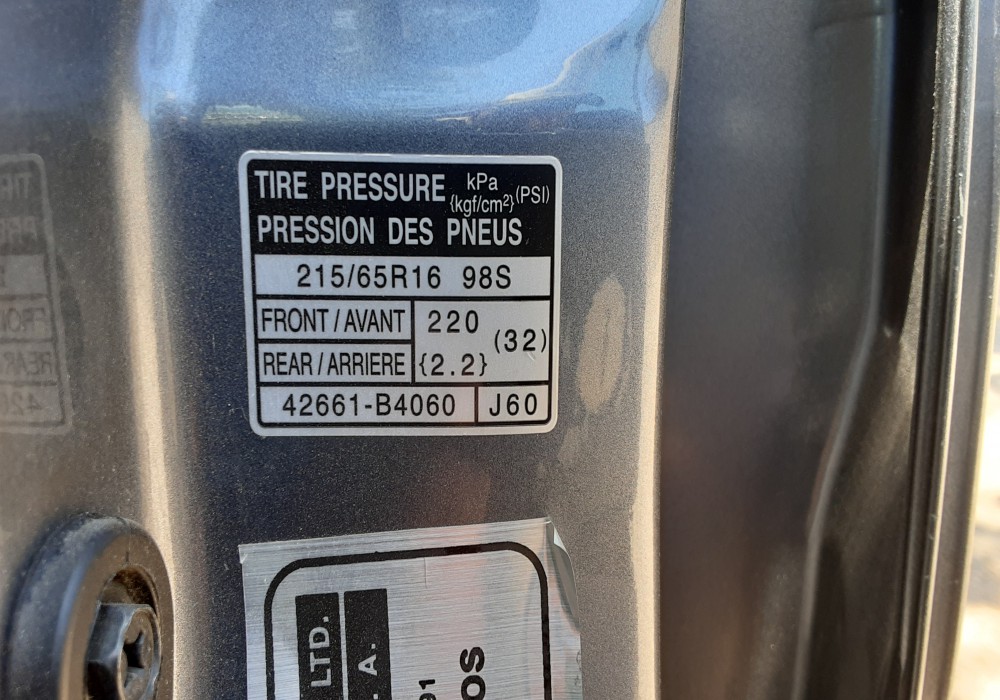 TIRE PRESSURE kPa {kgf/cm²} (PSI)
PRESSION DES PNEUS
215/65R16 98S
FRONT/AVANT 220 (32)
REAR/ARRIERE {2.2}
42661-B4060 J60
LTD.
.A.
91
OS